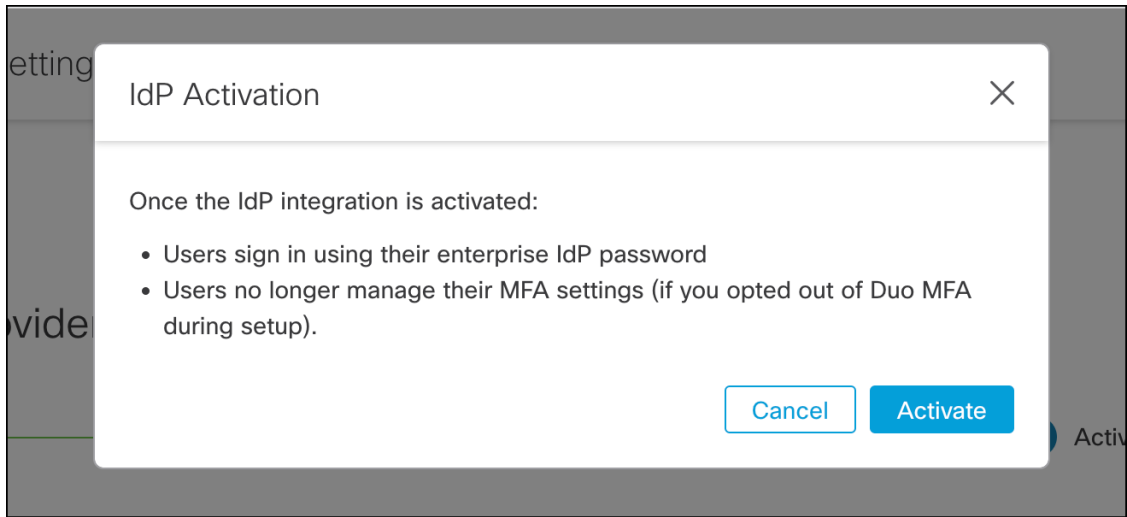 etting
IdP Activation
Once the IdP integration is activated:
• Users sign in using their enterprise IdP password
• Users no longer manage their MFA settings (if you opted out of Duo MFA
during setup).
ovider
Cancel
Activate
Activ